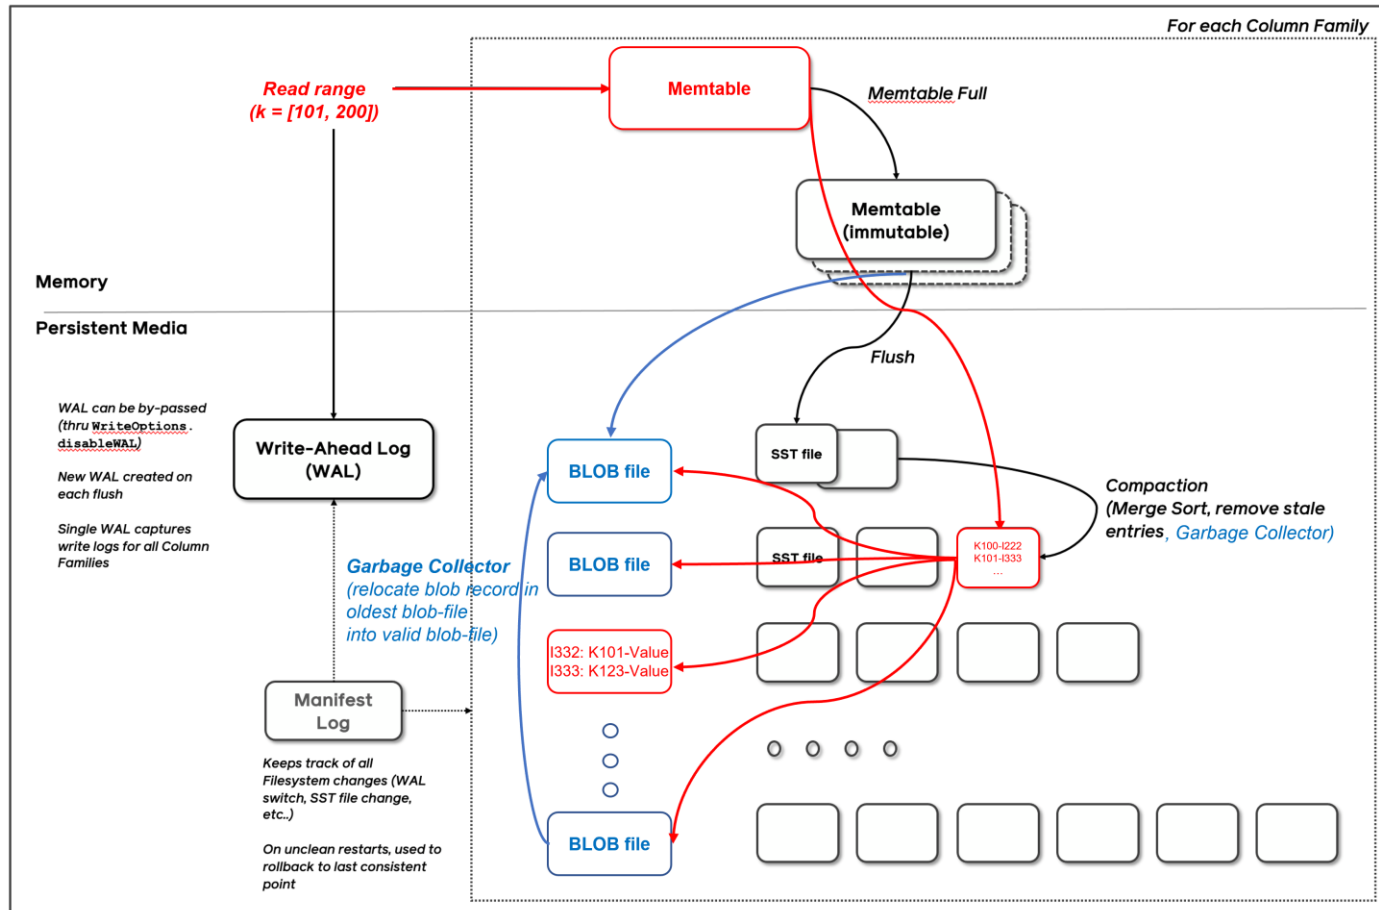 For each Column Family
Read range
(k = [101, 200])
Memtable
Memtable Full
Memtable
(immutable)
Memory
Persistent Media
Flush
WAL can be by-passed
(thru WriteOptions.
disableWAL)
New WAL created on
each flush
Single WAL captures
write logs for all Column
Families
Write-Ahead Log
(WAL)
BLOB file
SST file
Compaction
(Merge Sort, remove stale
entries, Garbage Collector)
Garbage Collector
(relocate blob record in
oldest blob-file
into valid blob-file)
BLOB file
SST file
K100-I222
K101-I333
...
I332: K101-Value
I333: K123-Value
Manifest
Log
Keeps track of all
Filesystem changes (WAL
switch, SST file change,
etc..)
On unclean restarts, used to
rollback to last consistent
point
BLOB file